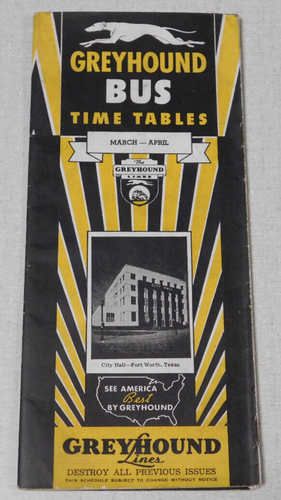 GREYHOUND
BUS
TIME TABLES
MARCH — APRIL
The
GREYHOUND
LINES
City Hall—Fort Worth, Texas
SEE AMERICA
Best
BY GREYHOUND
GREYHOUND
Lines
DESTROY ALL PREVIOUS ISSUES
THIS SCHEDULE SUBJECT TO CHANGE WITHOUT NOTICE